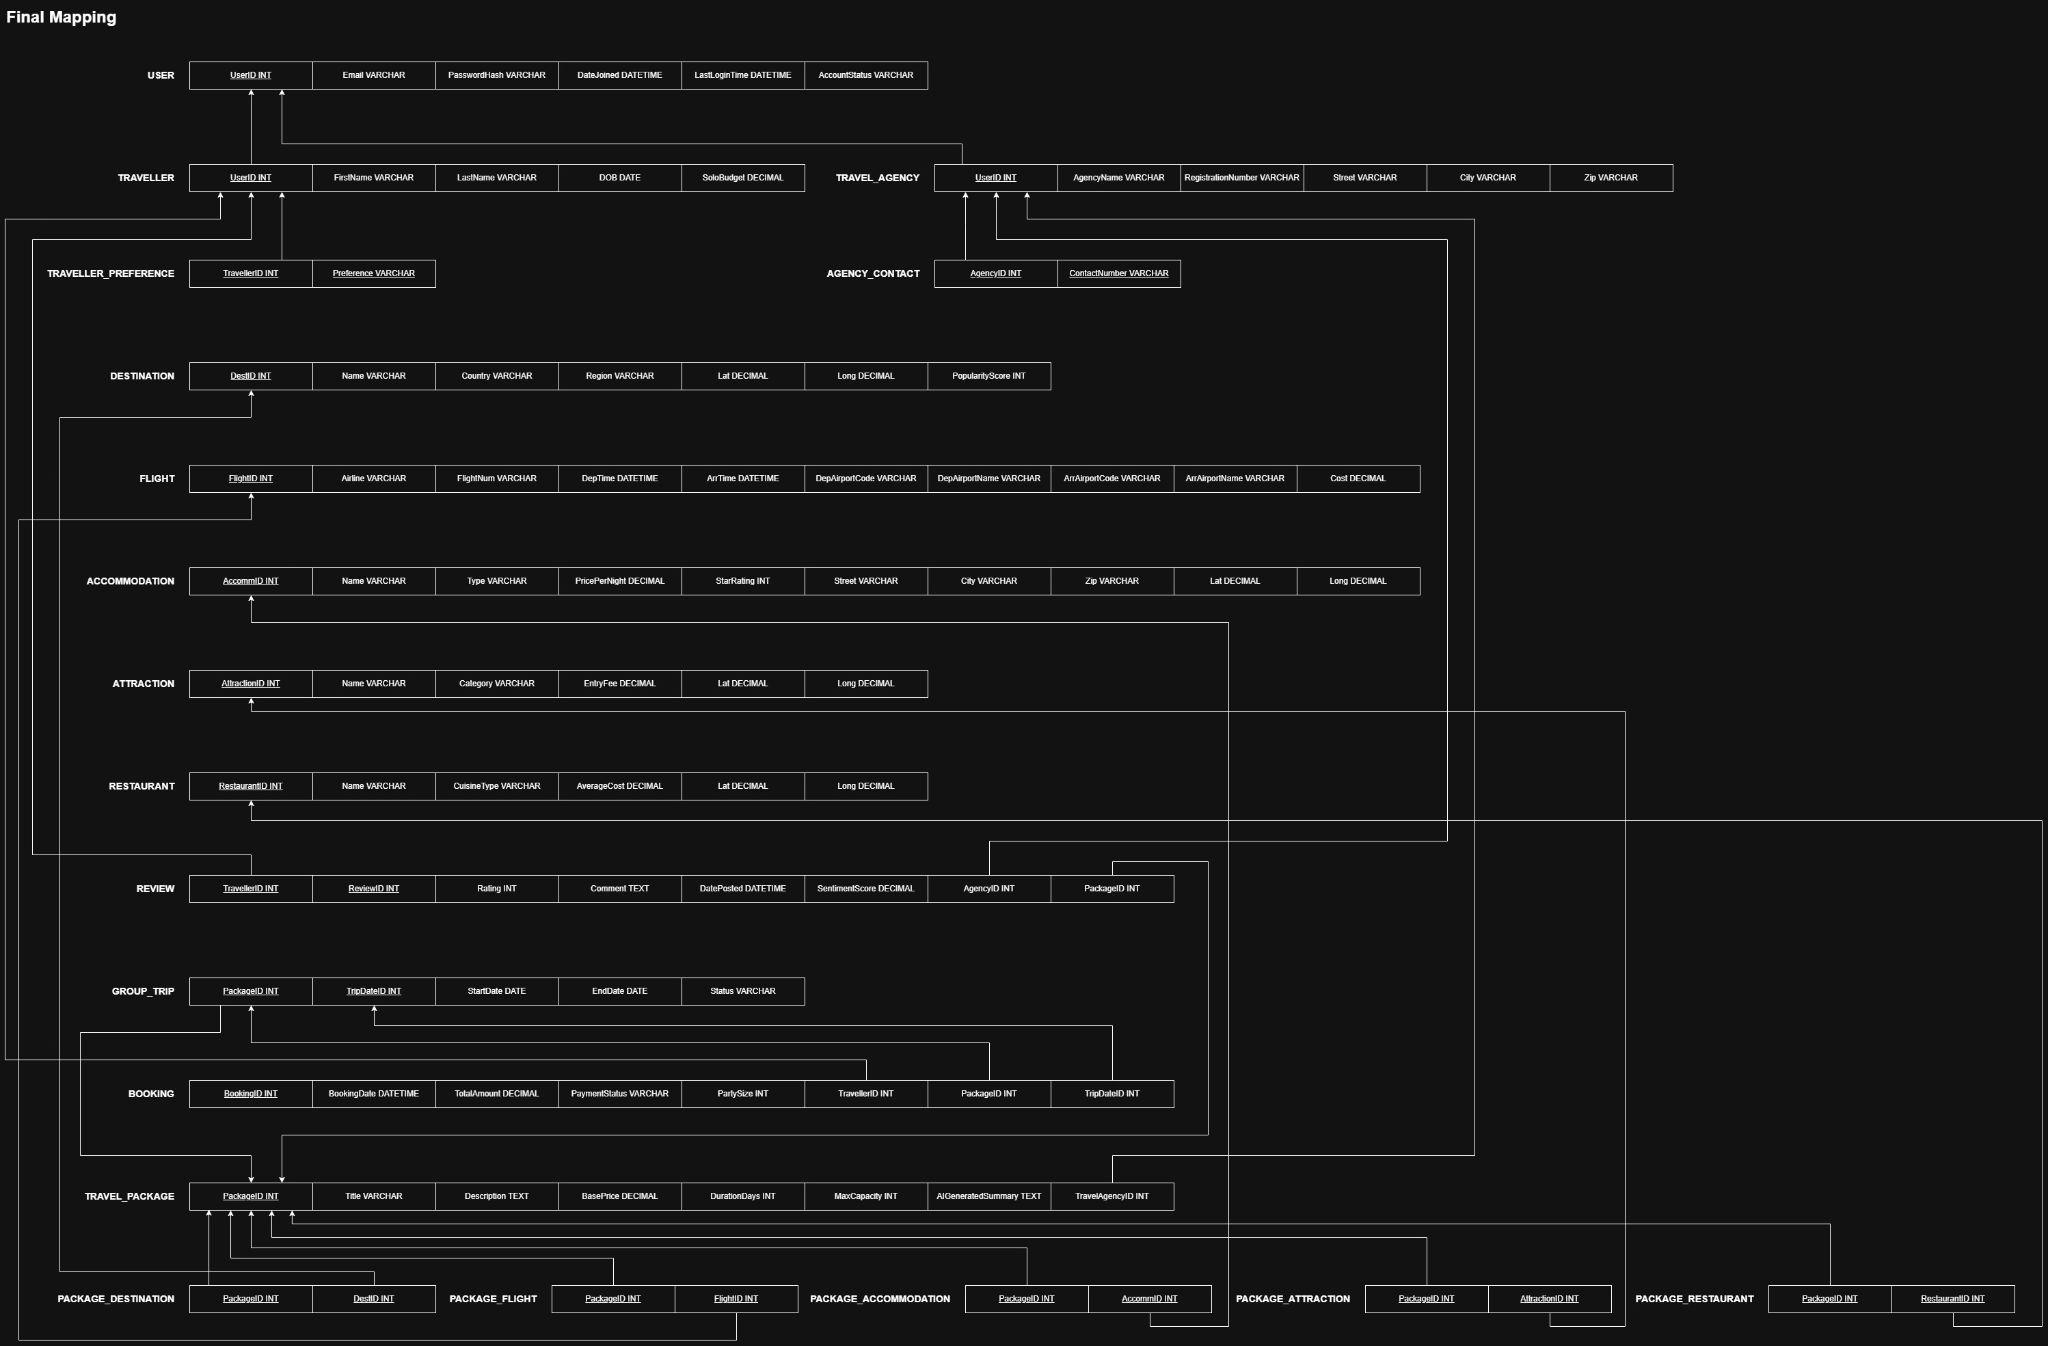 Final Mapping
USER UserID INT Email VARCHAR PasswordHash VARCHAR DateJoined DATETIME LastLoginTime DATETIME AccountStatus VARCHAR
TRAVELLER UserID INT FirstName VARCHAR LastName VARCHAR DOB DATE SoloBudget DECIMAL
TRAVEL_AGENCY UserID INT AgencyName VARCHAR RegistrationNumber VARCHAR Street VARCHAR City VARCHAR Zip VARCHAR
TRAVELLER_PREFERENCE TravellerID INT Preference VARCHAR
AGENCY_CONTACT AgencyID INT ContactNumber VARCHAR
DESTINATION DestID INT Name VARCHAR Country VARCHAR Region VARCHAR Lat DECIMAL Long DECIMAL PopularityScore INT
FLIGHT FlightID INT Airline VARCHAR FlightNum VARCHAR DepTime DATETIME ArrTime DATETIME DepAirportCode VARCHAR DepAirportName VARCHAR ArrAirportCode VARCHAR ArrAirportName VARCHAR Cost DECIMAL
ACCOMMODATION AccommID INT Name VARCHAR Type VARCHAR PricePerNight DECIMAL StarRating INT Street VARCHAR City VARCHAR Zip VARCHAR Lat DECIMAL Long DECIMAL
ATTRACTION AttractionID INT Name VARCHAR Category VARCHAR EntryFee DECIMAL Lat DECIMAL Long DECIMAL
RESTAURANT RestaurantID INT Name VARCHAR CuisineType VARCHAR AverageCost DECIMAL Lat DECIMAL Long DECIMAL
REVIEW TravellerID INT ReviewID INT Rating INT Comment TEXT DatePosted DATETIME SentimentScore DECIMAL AgencyID INT PackageID INT
GROUP_TRIP PackageID INT TripDateID INT StartDate DATE EndDate DATE Status VARCHAR
BOOKING BookingID INT BookingDate DATETIME TotalAmount DECIMAL PaymentStatus VARCHAR PartySize INT TravellerID INT PackageID INT TripDateID INT
TRAVEL_PACKAGE PackageID INT Title VARCHAR Description TEXT BasePrice DECIMAL DurationDays INT MaxCapacity INT AIGeneratedSummary TEXT TravelAgencyID INT
PACKAGE_DESTINATION PackageID INT DestID INT
PACKAGE_FLIGHT PackageID INT FlightID INT
PACKAGE_ACCOMMODATION PackageID INT AccommID INT
PACKAGE_ATTRACTION PackageID INT AttractionID INT
PACKAGE_RESTAURANT PackageID INT RestaurantID INT